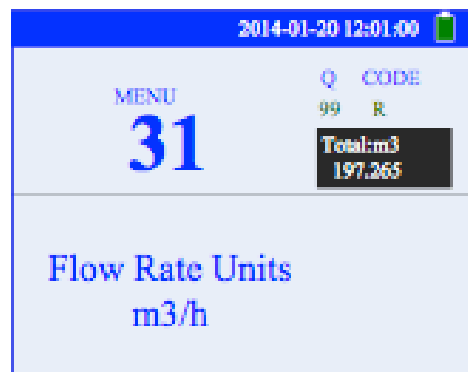 2014-01-20 12:01:00
MENU
31
Q CODE
99 R
Total:m3
197.265
Flow Rate Units
m3/h